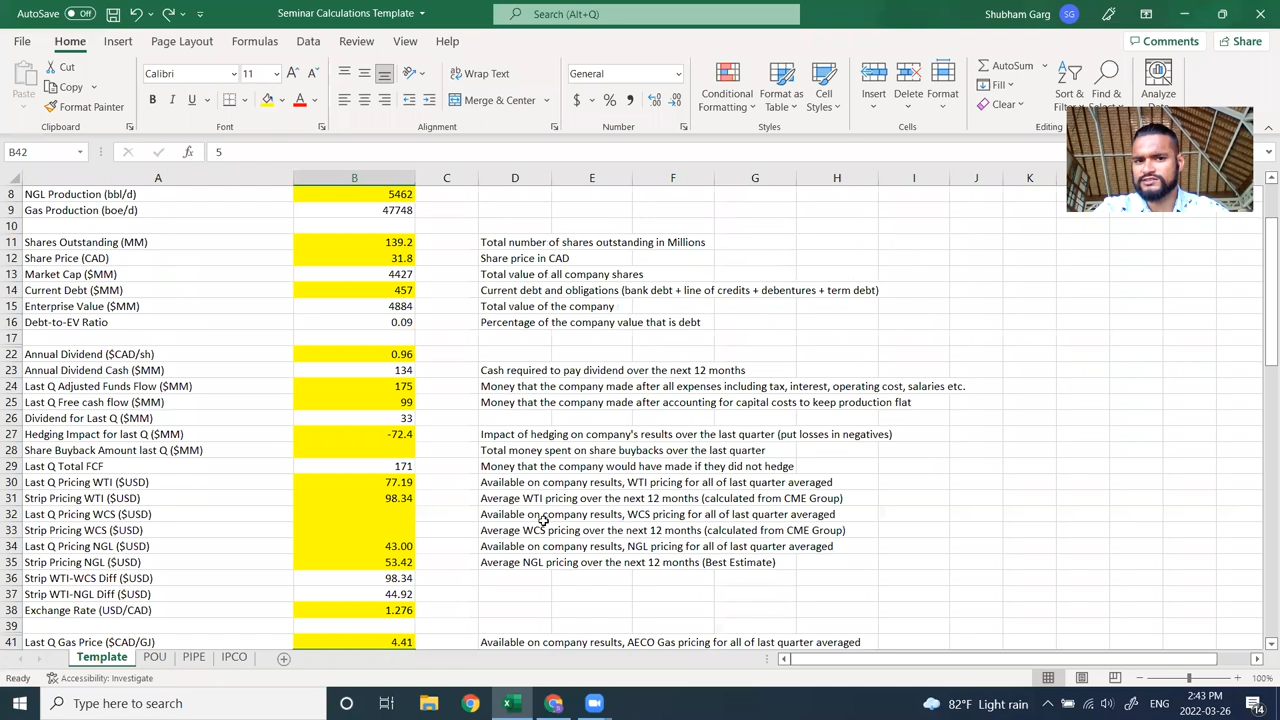 AutoSave Off Seminar Calculations Template Search (Alt+Q) Shubham Garg SG
File Home Insert Page Layout Formulas Data Review View Help Comments Share
Paste Cut Copy Format Painter Calibri 11 B I U A Wrap Text Merge & Center General $ % Conditional Formatting Format as Table Cell Styles Insert Delete Format AutoSum Fill Clear Sort & Filter Find & Select Analyze Data
Clipboard Font Alignment Number Styles Cells Editing
B42 fx 5
A B C D E F G H I J K
8 NGL Production (bbl/d) 5462
9 Gas Production (boe/d) 47748
10
11 Shares Outstanding (MM) 139.2 Total number of shares outstanding in Millions
12 Share Price (CAD) 31.8 Share price in CAD
13 Market Cap ($MM) 4427 Total value of all company shares
14 Current Debt ($MM) 457 Current debt and obligations (bank debt + line of credits + debentures + term debt)
15 Enterprise Value ($MM) 4884 Total value of the company
16 Debt-to-EV Ratio 0.09 Percentage of the company value that is debt
17
22 Annual Dividend ($CAD/sh) 0.96
23 Annual Dividend Cash ($MM) 134 Cash required to pay dividend over the next 12 months
24 Last Q Adjusted Funds Flow ($MM) 175 Money that the company made after all expenses including tax, interest, operating cost, salaries etc.
25 Last Q Free cash flow ($MM) 99 Money that the company made after accounting for capital costs to keep production flat
26 Dividend for Last Q ($MM) 33
27 Hedging Impact for last Q ($MM) -72.4 Impact of hedging on company's results over the last quarter (put losses in negatives)
28 Share Buyback Amount last Q ($MM) Total money spent on share buybacks over the last quarter
29 Last Q Total FCF 171 Money that the company would have made if they did not hedge
30 Last Q Pricing WTI ($USD) 77.19 Available on company results, WTI pricing for all of last quarter averaged
31 Strip Pricing WTI ($USD) 98.34 Average WTI pricing over the next 12 months (calculated from CME Group)
32 Last Q Pricing WCS ($USD) Available on company results, WCS pricing for all of last quarter averaged
33 Strip Pricing WCS ($USD) Average WCS pricing over the next 12 months (calculated from CME Group)
34 Last Q Pricing NGL ($USD) 43.00 Available on company results, NGL pricing for all of last quarter averaged
35 Strip Pricing NGL ($USD) 53.42 Average NGL pricing over the next 12 months (Best Estimate)
36 Strip WTI-WCS Diff ($USD) 98.34
37 Strip WTI-NGL Diff ($USD) 44.92
38 Exchange Rate (USD/CAD) 1.276
39
41 Last Q Gas Price ($CAD/GJ) 4.41 Available on company results, AECO Gas pricing for all of last quarter averaged
Template POU PIPE IPCO
Ready Accessibility: Investigate 100%
Type here to search 82°F Light rain ENG 2:43 PM
2022-03-26 14